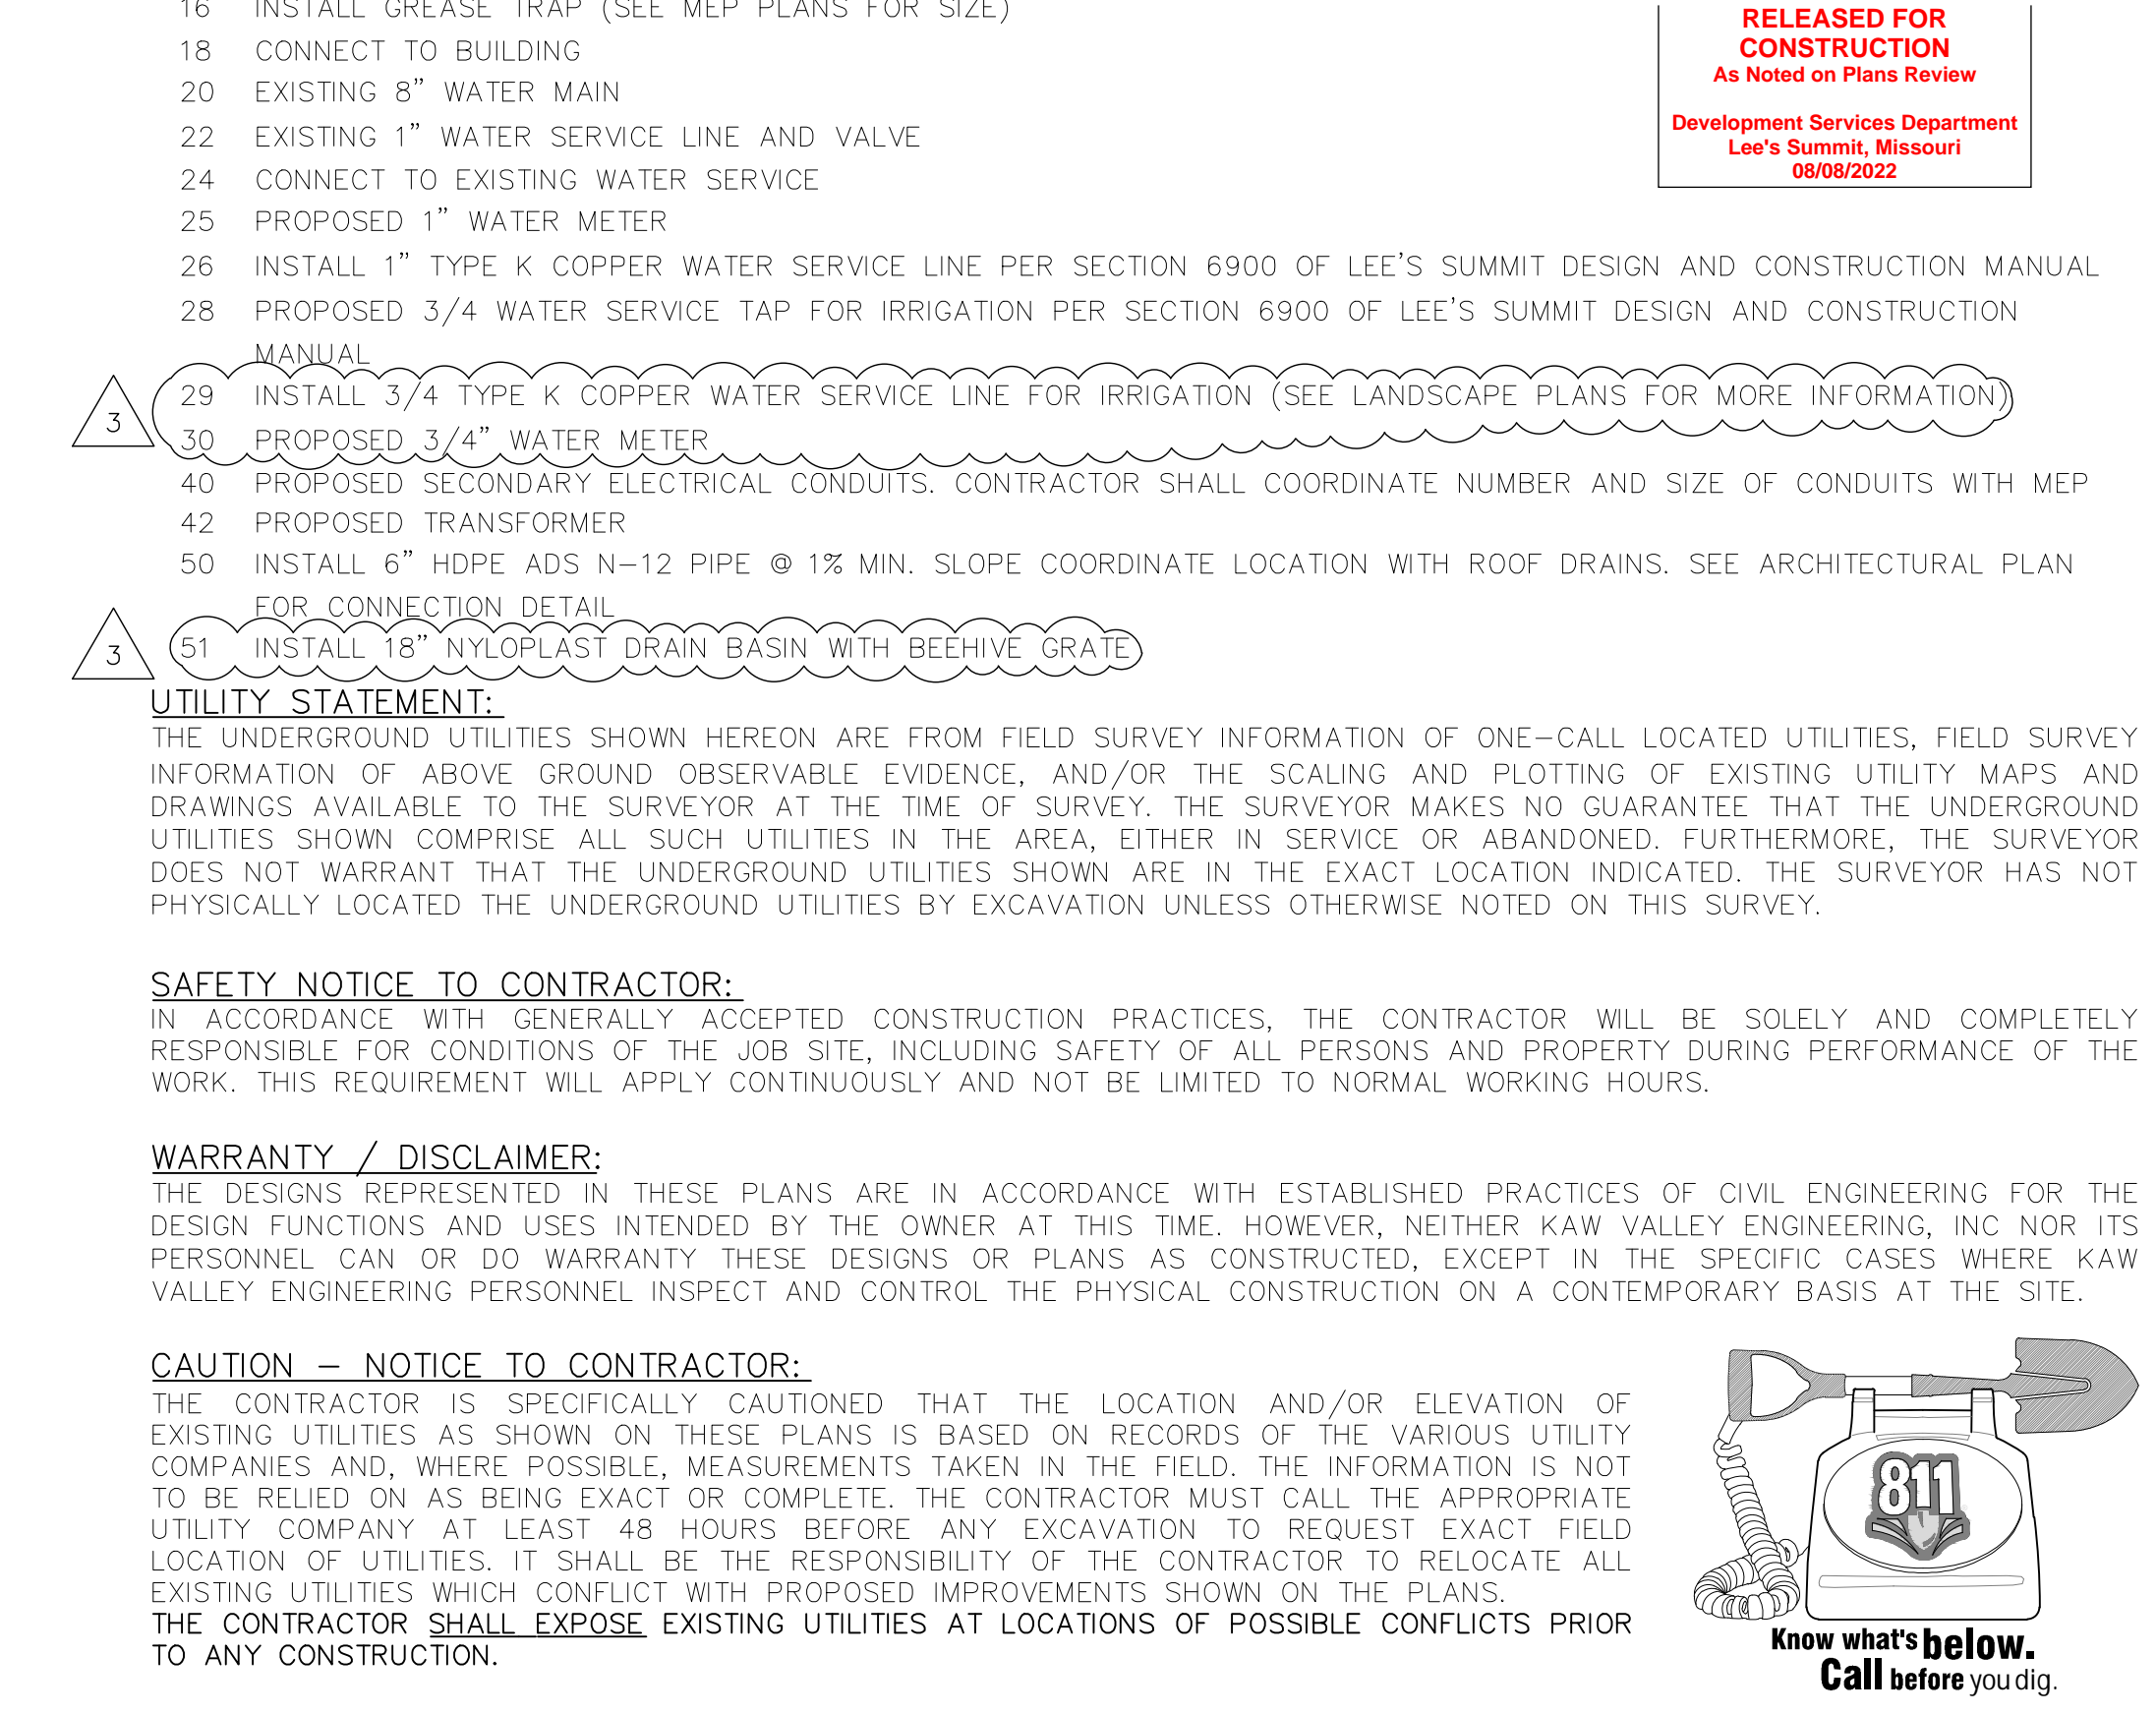 16 INSTALL GREASE TRAP (SEE MEP PLANS FOR SIZE)
18 CONNECT TO BUILDING
20 EXISTING 8" WATER MAIN
22 EXISTING 1" WATER SERVICE LINE AND VALVE
24 CONNECT TO EXISTING WATER SERVICE
25 PROPOSED 1" WATER METER
26 INSTALL 1" TYPE K COPPER WATER SERVICE LINE PER SECTION 6900 OF LEE'S SUMMIT DESIGN AND CONSTRUCTION MANUAL
28 PROPOSED 3/4 WATER SERVICE TAP FOR IRRIGATION PER SECTION 6900 OF LEE'S SUMMIT DESIGN AND CONSTRUCTION
MANUAL
3
29 INSTALL 3/4 TYPE K COPPER WATER SERVICE LINE FOR IRRIGATION (SEE LANDSCAPE PLANS FOR MORE INFORMATION)
30 PROPOSED 3/4" WATER METER
40 PROPOSED SECONDARY ELECTRICAL CONDUITS. CONTRACTOR SHALL COORDINATE NUMBER AND SIZE OF CONDUITS WITH MEP
42 PROPOSED TRANSFORMER
50 INSTALL 6" HDPE ADS N-12 PIPE @ 1% MIN. SLOPE COORDINATE LOCATION WITH ROOF DRAINS. SEE ARCHITECTURAL PLAN
FOR CONNECTION DETAIL
3
51 INSTALL 18" NYLOPLAST DRAIN BASIN WITH BEEHIVE GRATE
RELEASED FOR
CONSTRUCTION
As Noted on Plans Review
Development Services Department
Lee's Summit, Missouri
08/08/2022
UTILITY STATEMENT:
THE UNDERGROUND UTILITIES SHOWN HEREON ARE FROM FIELD SURVEY INFORMATION OF ONE-CALL LOCATED UTILITIES, FIELD SURVEY
INFORMATION OF ABOVE GROUND OBSERVABLE EVIDENCE, AND/OR THE SCALING AND PLOTTING OF EXISTING UTILITY MAPS AND
DRAWINGS AVAILABLE TO THE SURVEYOR AT THE TIME OF SURVEY. THE SURVEYOR MAKES NO GUARANTEE THAT THE UNDERGROUND
UTILITIES SHOWN COMPRISE ALL SUCH UTILITIES IN THE AREA, EITHER IN SERVICE OR ABANDONED. FURTHERMORE, THE SURVEYOR
DOES NOT WARRANT THAT THE UNDERGROUND UTILITIES SHOWN ARE IN THE EXACT LOCATION INDICATED. THE SURVEYOR HAS NOT
PHYSICALLY LOCATED THE UNDERGROUND UTILITIES BY EXCAVATION UNLESS OTHERWISE NOTED ON THIS SURVEY.
SAFETY NOTICE TO CONTRACTOR:
IN ACCORDANCE WITH GENERALLY ACCEPTED CONSTRUCTION PRACTICES, THE CONTRACTOR WILL BE SOLELY AND COMPLETELY
RESPONSIBLE FOR CONDITIONS OF THE JOB SITE, INCLUDING SAFETY OF ALL PERSONS AND PROPERTY DURING PERFORMANCE OF THE
WORK. THIS REQUIREMENT WILL APPLY CONTINUOUSLY AND NOT BE LIMITED TO NORMAL WORKING HOURS.
WARRANTY / DISCLAIMER:
THE DESIGNS REPRESENTED IN THESE PLANS ARE IN ACCORDANCE WITH ESTABLISHED PRACTICES OF CIVIL ENGINEERING FOR THE
DESIGN FUNCTIONS AND USES INTENDED BY THE OWNER AT THIS TIME. HOWEVER, NEITHER KAW VALLEY ENGINEERING, INC NOR ITS
PERSONNEL CAN OR DO WARRANTY THESE DESIGNS OR PLANS AS CONSTRUCTED, EXCEPT IN THE SPECIFIC CASES WHERE KAW
VALLEY ENGINEERING PERSONNEL INSPECT AND CONTROL THE PHYSICAL CONSTRUCTION ON A CONTEMPORARY BASIS AT THE SITE.
CAUTION – NOTICE TO CONTRACTOR:
THE CONTRACTOR IS SPECIFICALLY CAUTIONED THAT THE LOCATION AND/OR ELEVATION OF
EXISTING UTILITIES AS SHOWN ON THESE PLANS IS BASED ON RECORDS OF THE VARIOUS UTILITY
COMPANIES AND, WHERE POSSIBLE, MEASUREMENTS TAKEN IN THE FIELD. THE INFORMATION IS NOT
TO BE RELIED ON AS BEING EXACT OR COMPLETE. THE CONTRACTOR MUST CALL THE APPROPRIATE
UTILITY COMPANY AT LEAST 48 HOURS BEFORE ANY EXCAVATION TO REQUEST EXACT FIELD
LOCATION OF UTILITIES. IT SHALL BE THE RESPONSIBILITY OF THE CONTRACTOR TO RELOCATE ALL
EXISTING UTILITIES WHICH CONFLICT WITH PROPOSED IMPROVEMENTS SHOWN ON THE PLANS.
THE CONTRACTOR SHALL EXPOSE EXISTING UTILITIES AT LOCATIONS OF POSSIBLE CONFLICTS PRIOR
TO ANY CONSTRUCTION.
811
Know what's below.
Call before you dig.